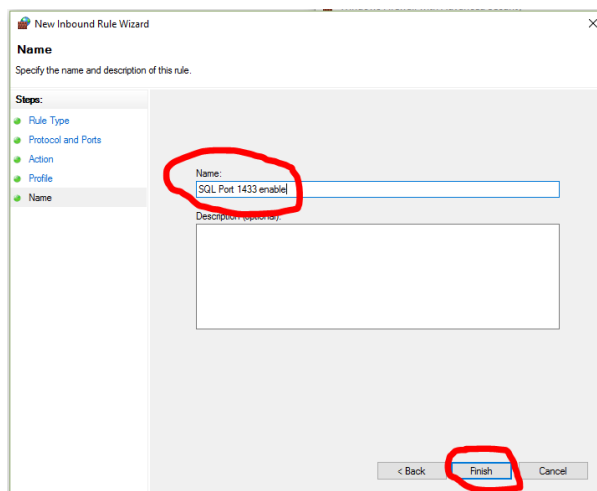 New Inbound Rule Wizard
Name
Specify the name and description of this rule.
Steps:
Rule Type
Protocol and Ports
Action
Profile
Name
Name:
SQL Port 1433 enable
Description (optional):
< Back
Finish
Cancel